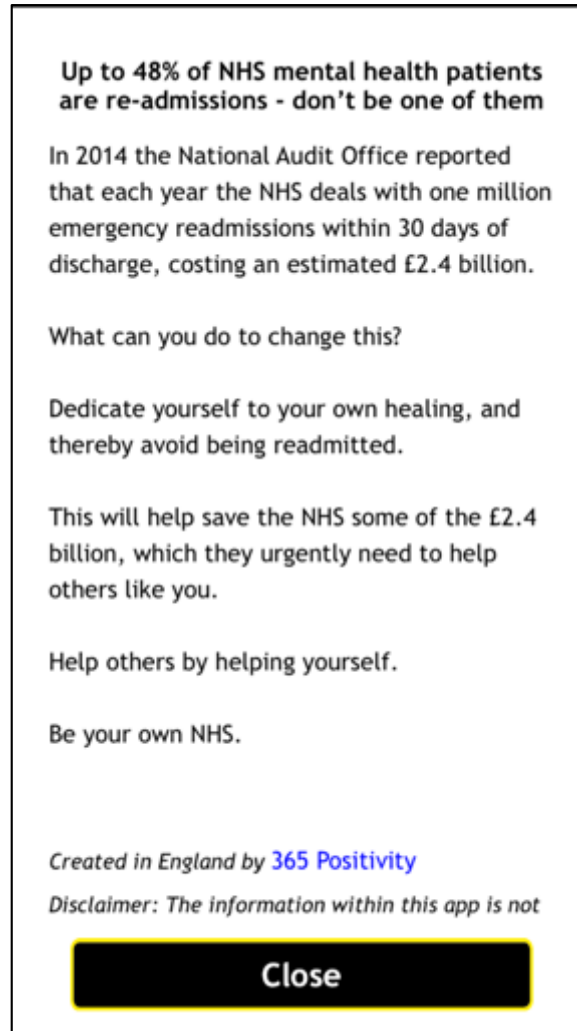 Up to 48% of NHS mental health patients
are re-admissions - don't be one of them
In 2014 the National Audit Office reported
that each year the NHS deals with one million
emergency readmissions within 30 days of
discharge, costing an estimated £2.4 billion.
What can you do to change this?
Dedicate yourself to your own healing, and
thereby avoid being readmitted.
This will help save the NHS some of the £2.4
billion, which they urgently need to help
others like you.
Help others by helping yourself.
Be your own NHS.
Created in England by 365 Positivity
Disclaimer: The information within this app is not
Close